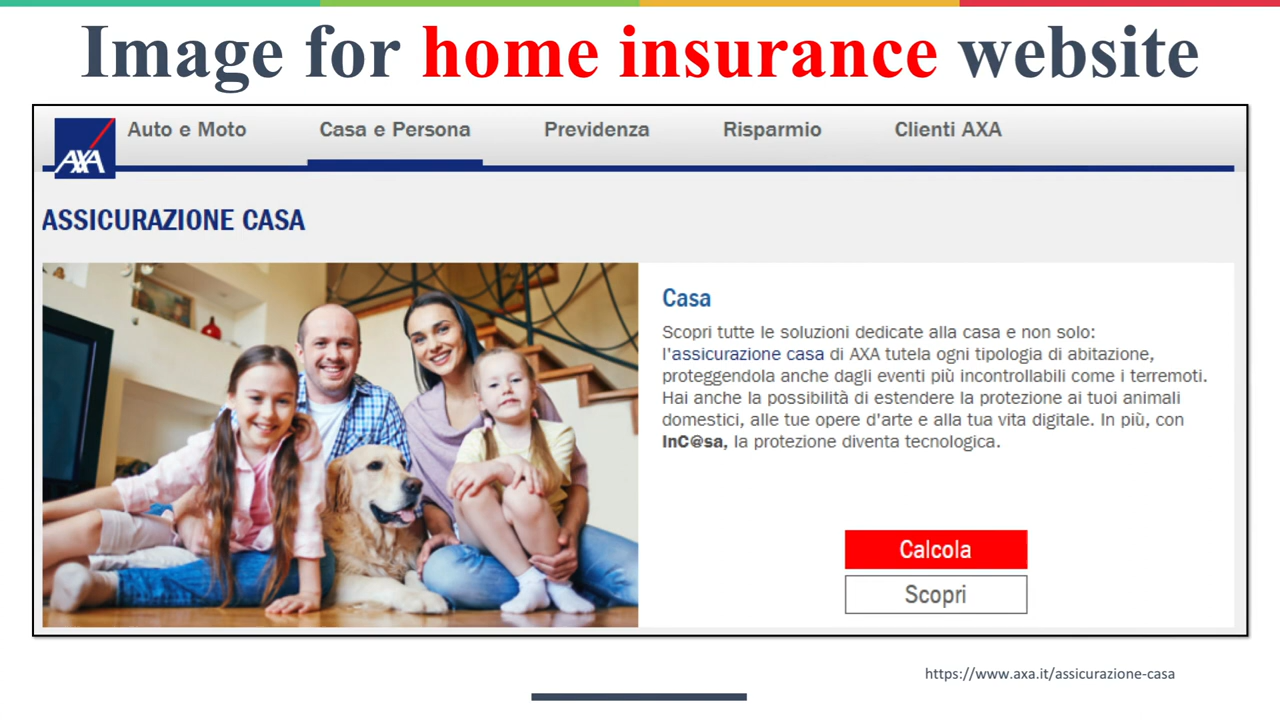 Image for home insurance website
AXA
Auto e Moto Casa e Persona Previdenza Risparmio Clienti AXA
ASSICURAZIONE CASA
Casa
Scopri tutte le soluzioni dedicate alla casa e non solo:
l'assicurazione casa di AXA tutela ogni tipologia di abitazione,
proteggendola anche dagli eventi più incontrollabili come i terremoti.
Hai anche la possibilità di estendere la protezione ai tuoi animali
domestici, alle tue opere d'arte e alla tua vita digitale. In più, con
InC@sa, la protezione diventa tecnologica.
Calcola
Scopri
https://www.axa.it/assicurazione-casa